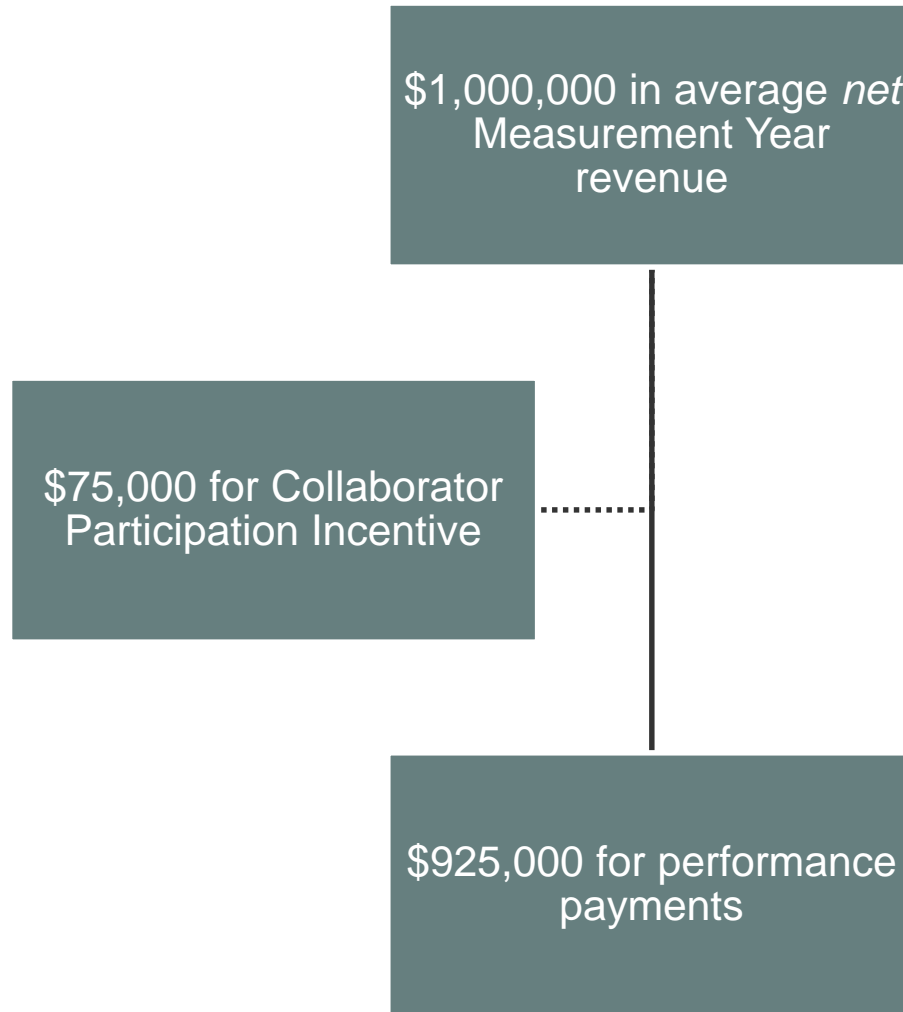 $1,000,000 in average net
Measurement Year
revenue
$75,000 for Collaborator
Participation Incentive
$925,000 for performance
payments